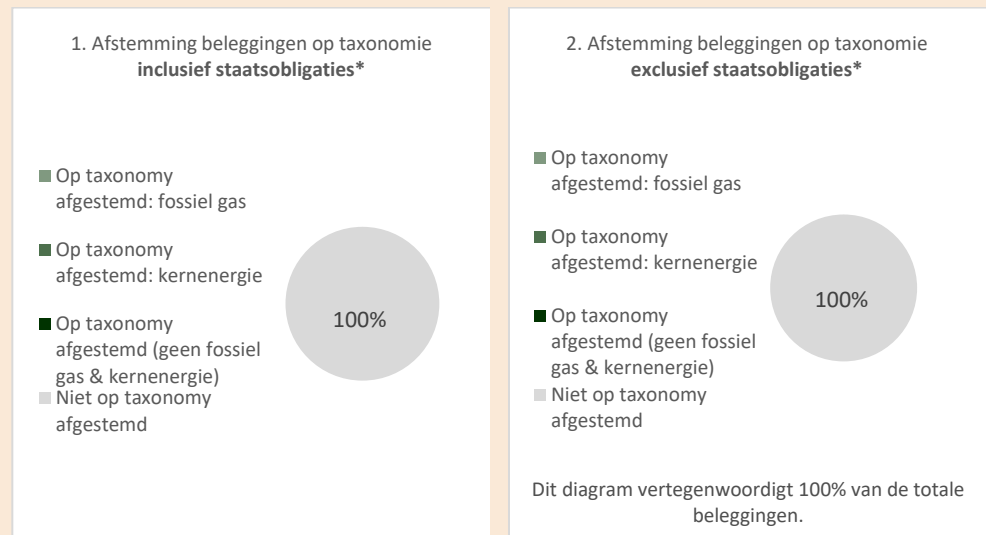 1. Afstemming beleggingen op taxonomie
inclusief staatsobligaties*
Op taxonomy
afgestemd: fossiel gas
Op taxonomy
afgestemd: kernenergie
Op taxonomy
afgestemd (geen fossiel
gas & kernenergie)
Niet op taxonomy
afgestemd
100%
2. Afstemming beleggingen op taxonomie
exclusief staatsobligaties*
Op taxonomy
afgestemd: fossiel gas
Op taxonomy
afgestemd: kernenergie
Op taxonomy
afgestemd (geen fossiel
gas & kernenergie)
Niet op taxonomy
afgestemd
100%
Dit diagram vertegenwoordigt 100% van de totale
beleggingen.